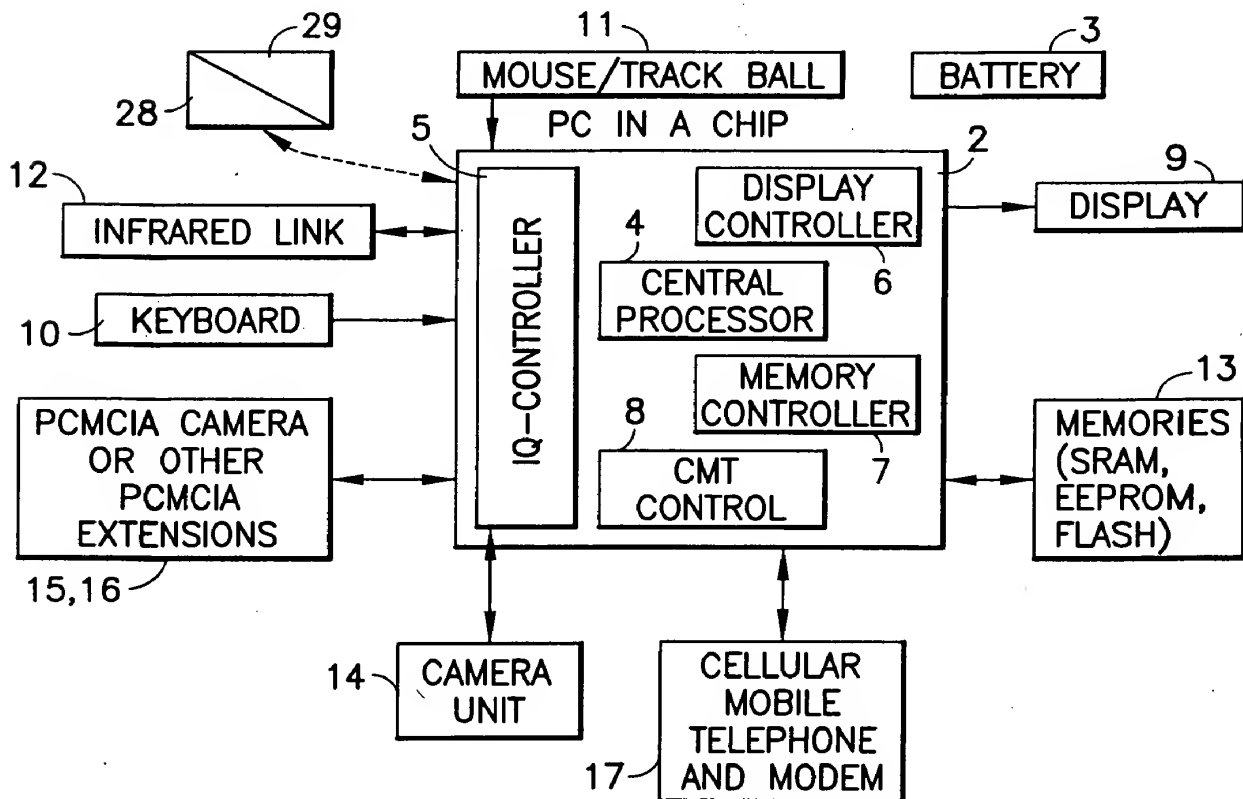 29
28
11
MOUSE/TRACK BALL
3
BATTERY
PC IN A CHIP
5
2
12
INFRARED LINK
IQ-CONTROLLER
DISPLAY
CONTROLLER
6
9
DISPLAY
4
CENTRAL
PROCESSOR
10
KEYBOARD
MEMORY
CONTROLLER
7
8
CMT
CONTROL
13
MEMORIES
(SRAM,
EEPROM,
FLASH)
PCMCIA CAMERA
OR OTHER
PCMCIA
EXTENSIONS
15,16
14
CAMERA
UNIT
17
CELLULAR
MOBILE
TELEPHONE
AND MODEM